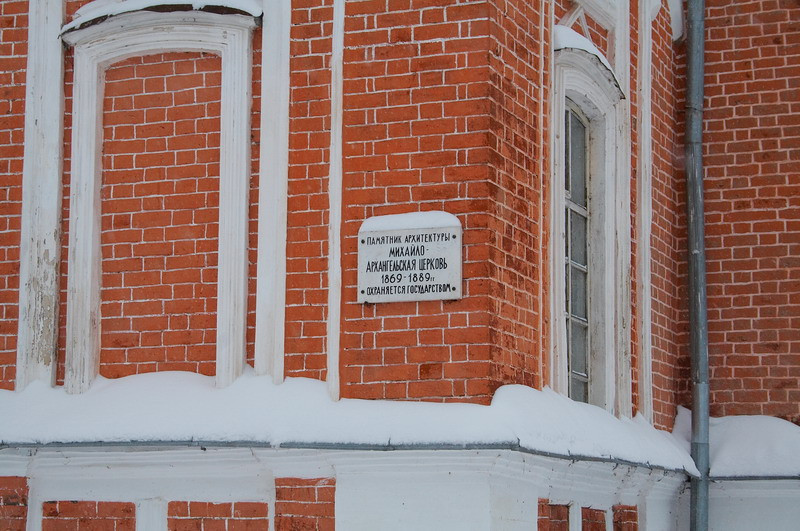 ПАМЯТНИК АРХИТЕКТУРЫ
МИХАЙЛО-
АРХАНГЕЛЬСКАЯ ЦЕРКОВЬ
1869-1889гг
ОХРАНЯЕТСЯ ГОСУДАРСТВОМ